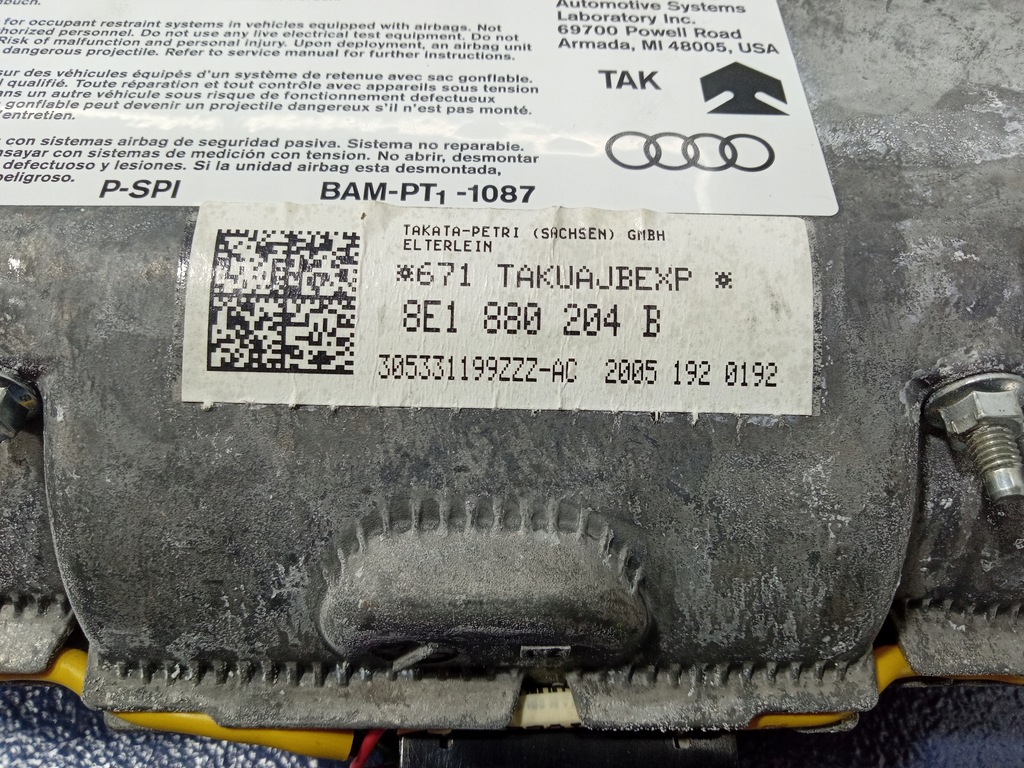 for occupant restraint systems in vehicles equipped with airbags. Not
personnel. Do not use any live electrical test equipment. Do not
Risk of malfunction and personal injury. Upon deployment, an airbag unit
dangerous projectile. Refer to service manual for further instructions.
sur des véhicules équipés d'un système de retenue avec sac gonflable.
qualifié. Toute réparation et tout contrôle avec appareils sous tension
dans un autre véhicule sous risque de fonctionnement defectueux
gonflable peut devenir un projectile dangereux s'il n'est pas monté.
d'entretien.
con sistemas airbag de seguridad pasiva. Sistema no reparable.
con sistemas de medición con tension. No abrir, desmontar
defectuoso y lesiones. Si la unidad airbag esta desmontada,
peligroso.
P-SPI BAM-PT1 -1087
Automotive Systems
Laboratory Inc.
69700 Powell Road
Armada, MI 48005, USA
TAK
TAKATA-PETRI (SACHSEN) GMBH
ELTERLEIN
*671 TAKUAJBEXP *
8E1 880 204 B
305331199ZZZ-AC 2005 192 0192